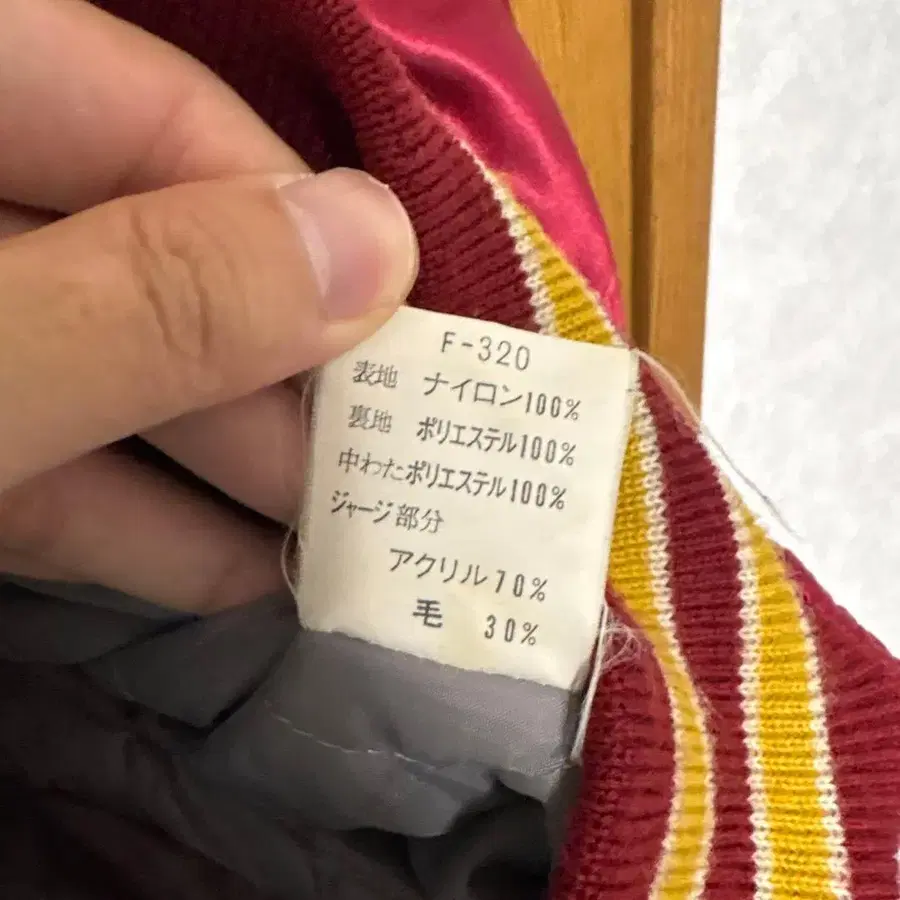 F-320
表地 ナイロン100%
裏地 ポリエステル100%
中わた ポリエステル100%
ジャージ部分
アクリル 70%
毛 30%